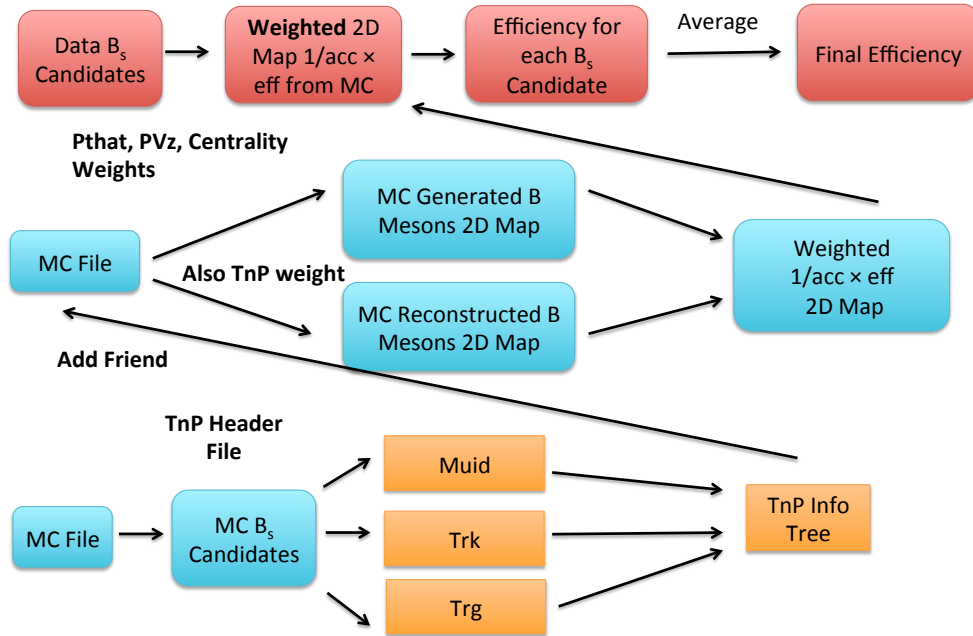 Data Bs
Candidates
Weighted 2D
Map 1/acc ×
eff from MC
Efficiency for
each Bs
Candidate
Average
Final Efficiency
Pthat, PVz, Centrality
Weights
MC File
Also TnP weight
MC Generated B
Mesons 2D Map
MC Reconstructed B
Mesons 2D Map
Weighted
1/acc × eff
2D Map
Add Friend
TnP Header
File
MC File
MC Bs
Candidates
Muid
Trk
Trg
TnP Info
Tree